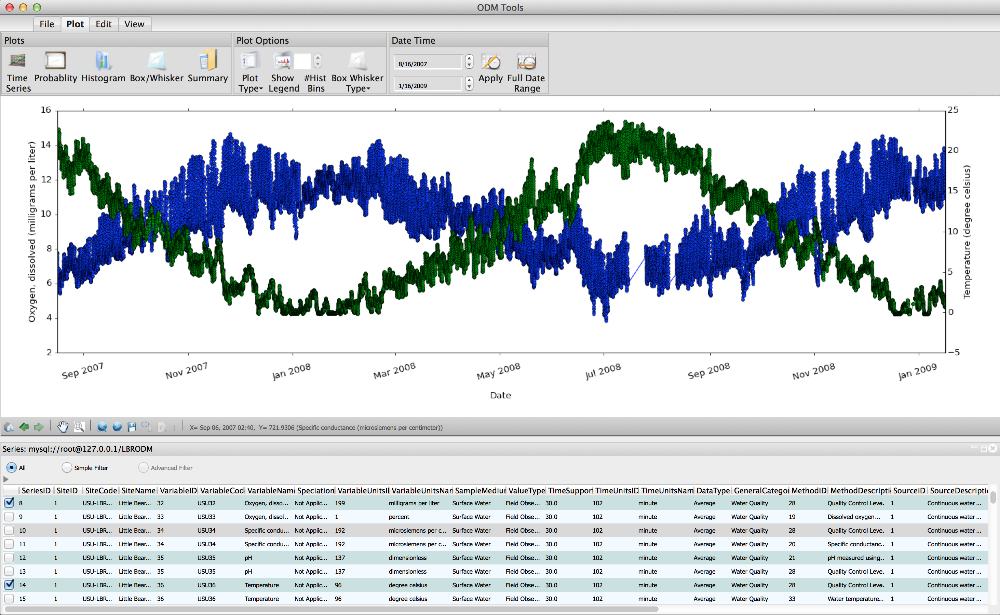 ODM Tools
File Plot Edit View
Plots
Time Series Probablity Histogram Box/Whisker Summary
Plot Options
Plot Type Show Legend #Hist Bins Box Whisker Type
Date Time
8/16/2007
1/16/2009
Apply Full Date Range
16
14
12
10
8
6
4
2
Oxygen, dissolved (milligrams per liter)
25
20
15
10
5
0
−5
Temperature (degree celsius)
Sep 2007 Nov 2007 Jan 2008 Mar 2008 May 2008 Jul 2008 Sep 2008 Nov 2008 Jan 2009
Date
X= Sep 06, 2007 02:40, Y= 721.9306 (Specific conductance (microsiemens per centimeter))
Series: mysql://root@127.0.0.1/LBRODM
All Simple Filter Advanced Filter
SeriesID SiteID SiteCode SiteName VariableID VariableCod VariableNam Speciation VariableUnitsI VariableUnitsNar SampleMediur ValueType TimeSuppor TimeUnitsID TimeUnitsNam DataType GeneralCatego MethodID MethodDescripti SourceID SourceDescripti
8 1 USU-LBR... Little Bear... 32 USU32 Oxygen, disso... Not Applic... 199 milligrams per liter Surface Water Field Obse... 30.0 102 minute Average Water Quality 28 Quality Control Leve. 1 Continuous water ...
9 1 USU-LBR... Little Bear... 33 USU33 Oxygen, dissol... Not Applic... 1 percent Surface Water Field Obse... 30.0 102 minute Average Water Quality 19 Dissolved oxygen... 1 Continuous water ...
10 1 USU-LBR... Little Bear... 34 USU34 Specific condu... Not Applic... 192 microsiemens per c... Surface Water Field Obse... 30.0 102 minute Average Water Quality 28 Quality Control Leve. 1 Continuous water ...
11 1 USU-LBR... Little Bear... 34 USU34 Specific condu... Not Applic... 192 microsiemens per c... Surface Water Field Obse... 30.0 102 minute Average Water Quality 20 Specific conductanc.. 1 Continuous water ...
12 1 USU-LBR... Little Bear... 35 USU35 pH Not Applic... 137 dimensionless Surface Water Field Obse... 30.0 102 minute Average Water Quality 21 pH measured using... 1 Continuous water ...
13 1 USU-LBR... Little Bear... 35 USU35 pH Not Applic... 137 dimensionless Surface Water Field Obse... 30.0 102 minute Average Water Quality 28 Quality Control Leve. 1 Continuous water ...
14 1 USU-LBR... Little Bear... 36 USU36 Temperature Not Applic... 96 degree celsius Surface Water Field Obse... 30.0 102 minute Average Water Quality 28 Quality Control Leve. 1 Continuous water ...
15 1 USU-LBR... Little Bear... 36 USU36 Temperature Not Applic... 96 degree celsius Surface Water Field Obse... 30.0 102 minute Average Water Quality 33 Water temperature... 1 Continuous water ...